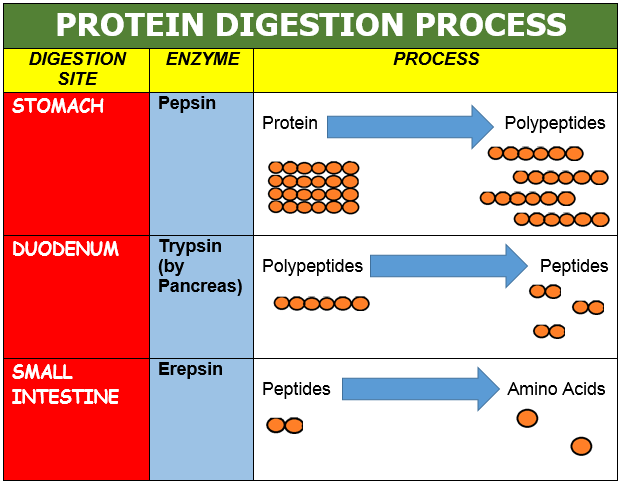 PROTEIN DIGESTION PROCESS
DIGESTION
SITE
ENZYME
PROCESS
STOMACH
Pepsin
Protein
Polypeptides
DUODENUM
Trypsin
(by
Pancreas)
Polypeptides
Peptides
SMALL
INTESTINE
Erepsin
Peptides
Amino Acids